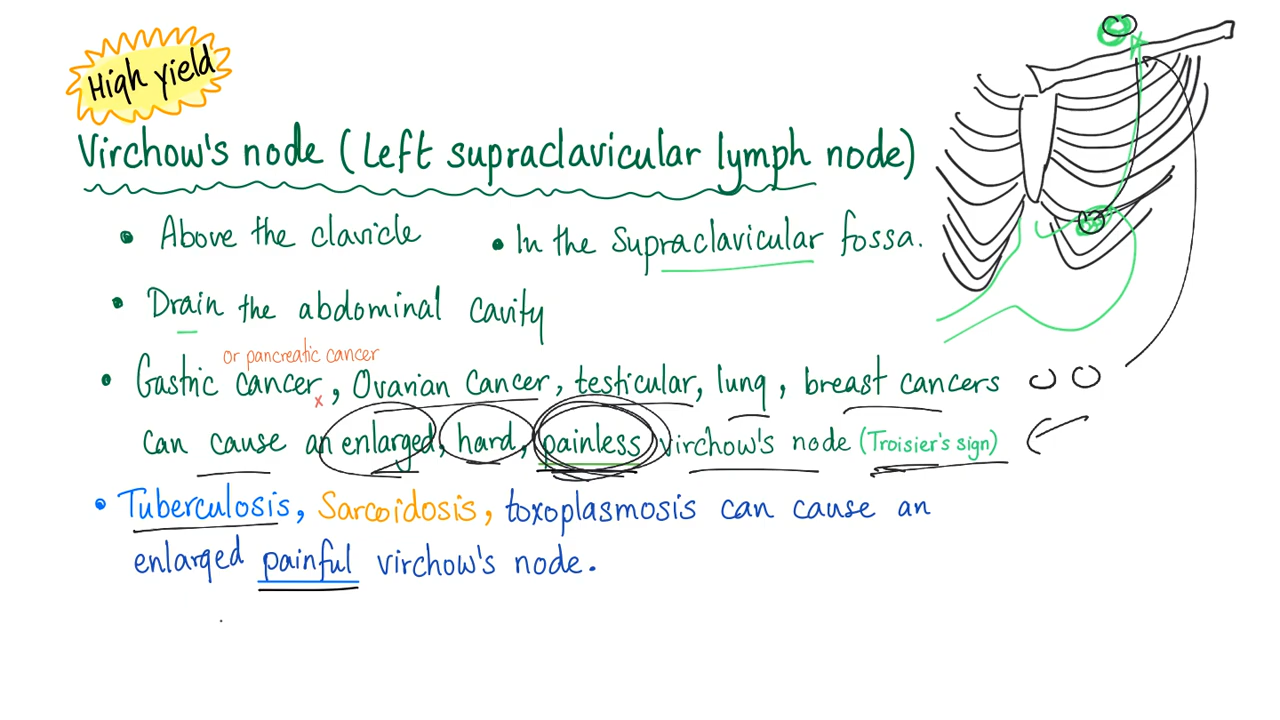 High yield
Virchow's node (Left supraclavicular lymph node)
• Above the clavicle • In the Supraclavicular fossa.
• Drain the abdominal cavity
or pancreatic cancer
• Gastric cancer, Ovarian Cancer, testicular, lung, breast cancers
x
can cause an enlarged, hard, painless virchow's node (Troisier's sign)
• Tuberculosis, Sarcoidosis, toxoplasmosis can cause an
enlarged painful virchow's node.